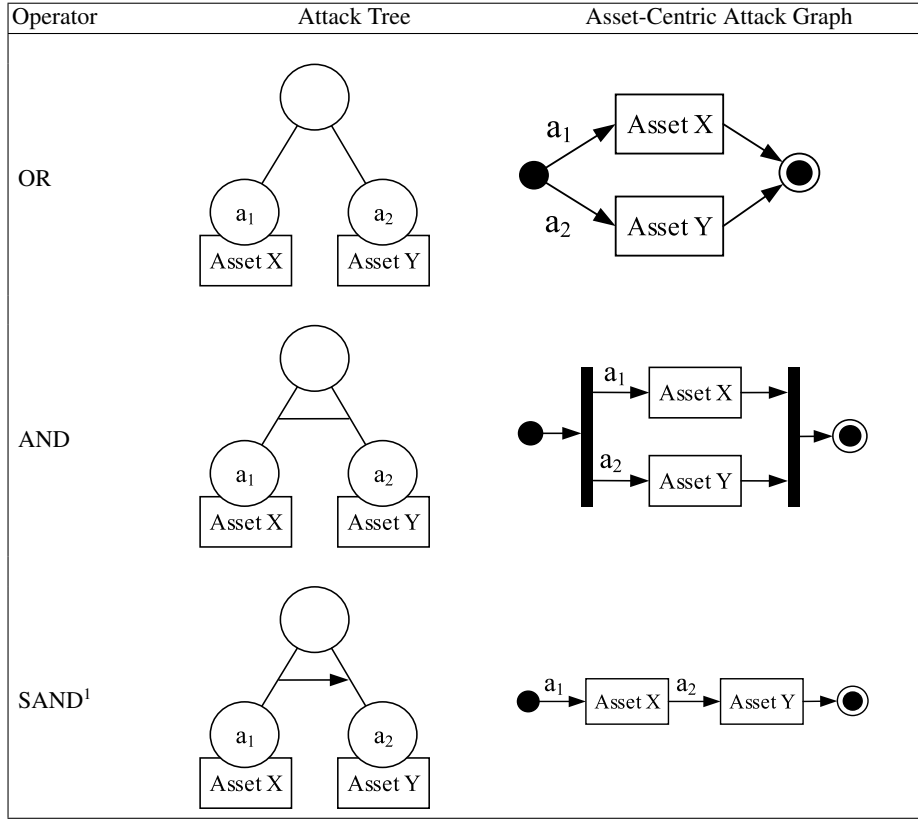 Operator Attack Tree Asset-Centric Attack Graph
OR
a₁ a₂
Asset X Asset Y
a₁
Asset X
a₂
Asset Y
AND
a₁ a₂
Asset X Asset Y
a₁
Asset X
a₂
Asset Y
SAND¹
a₁ a₂
Asset X Asset Y
a₁ a₂
Asset X Asset Y